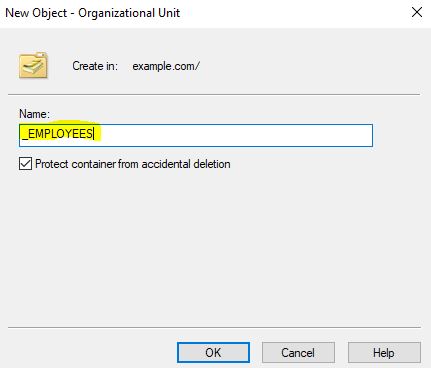 New Object - Organizational Unit
Create in: example.com/
Name:
_EMPLOYEES
Protect container from accidental deletion
OK Cancel Help